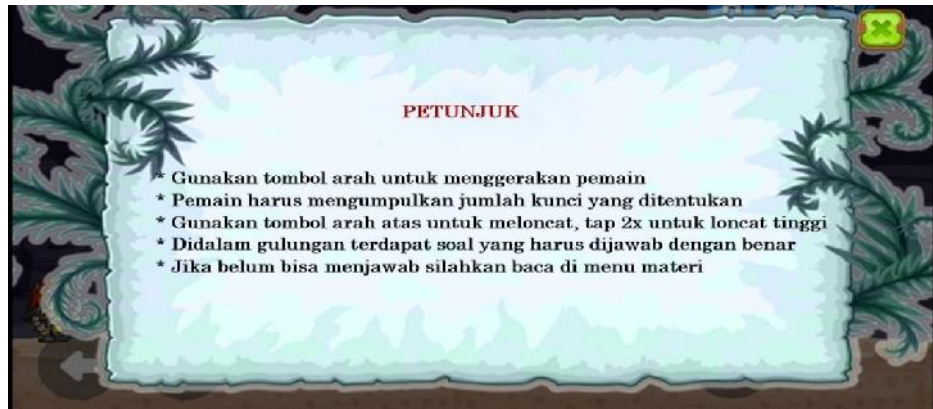 PETUNJUK
* Gunakan tombol arah untuk menggerakan pemain
* Pemain harus mengumpulkan jumlah kunci yang ditentukan
* Gunakan tombol arah atas untuk meloncat, tap 2x untuk loncat tinggi
* Didalam gulungan terdapat soal yang harus dijawab dengan benar
* Jika belum bisa menjawab silahkan baca di menu materi